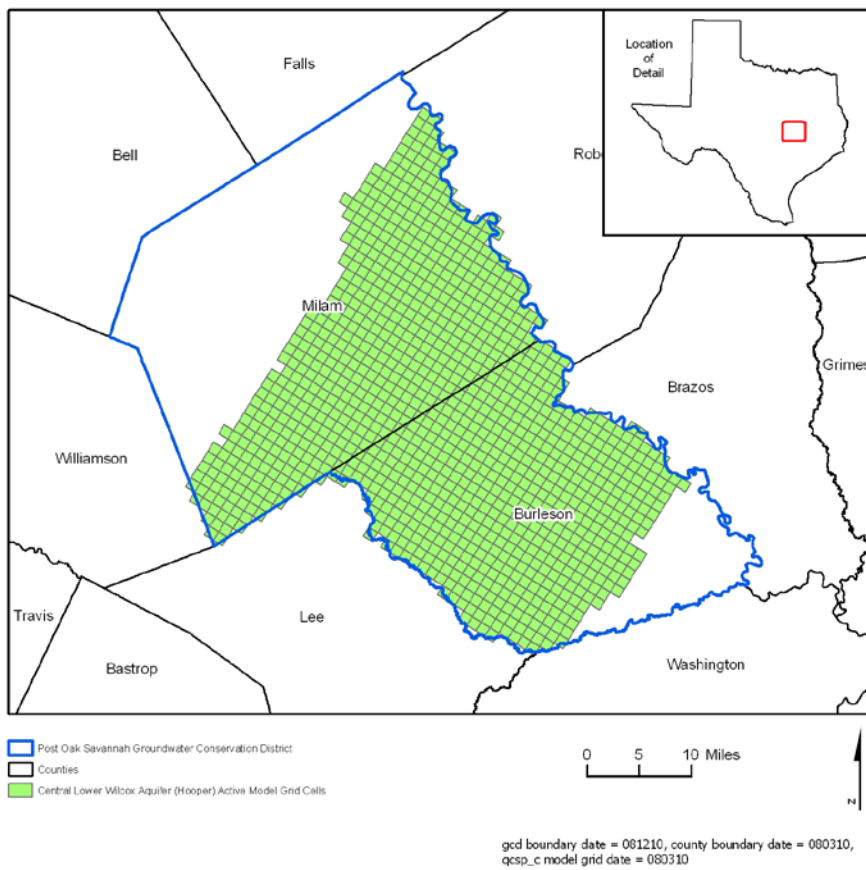 Falls
Location
of
Detail
Bell
Robe
Milam
Grimes
Brazos
Williamson
Burleson
Travis
Lee
Bastrop
Washington
Post Oak Savannah Groundwater Conservation District
Counties
Central Lower Wilcox Aquifer (Hooper) Active Model Grid Cells
0 5 10 Miles
N
gcd boundary date = 081210, county boundary date = 080310,
qcsp_c model grid date = 080310